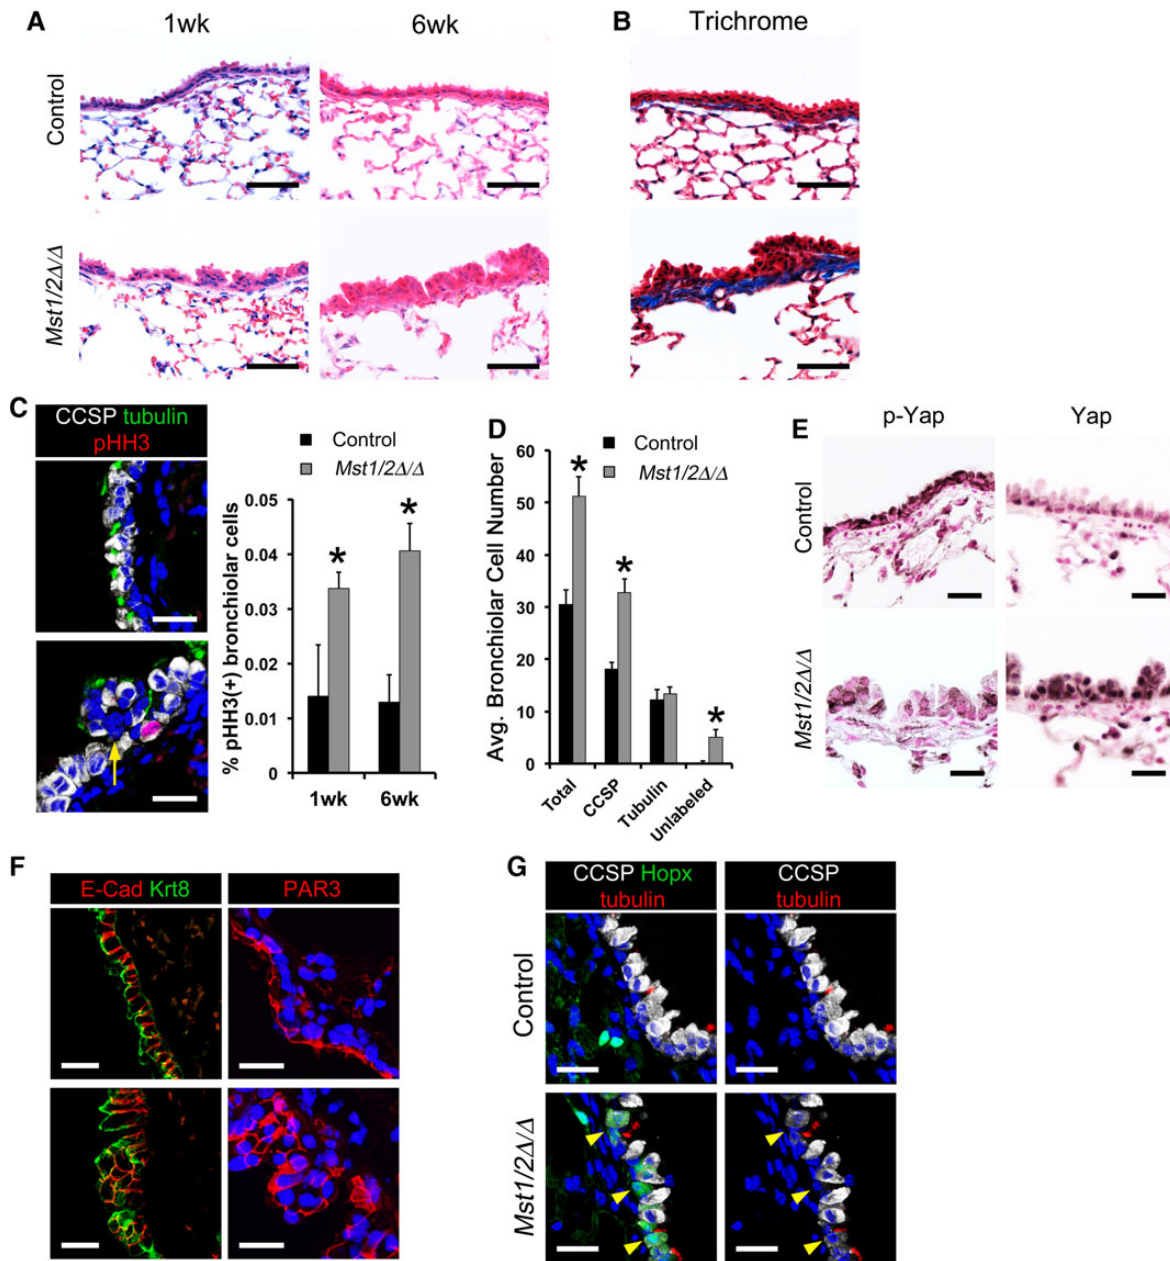 A
1wk
6wk
B
Trichrome
Control
Mst1/2Δ/Δ
C
CCSP tubulin
pHH3
Control
Mst1/2Δ/Δ
% pHH3(+) bronchiolar cells
0.05
0.04
0.03
0.02
0.01
0
*
*
1wk
6wk
D
Control
Mst1/2Δ/Δ
Avg. Bronchiolar Cell Number
60
50
40
30
20
10
0
*
*
*
Total
CCSP
Tubulin
Unlabeled
E
p-Yap
Yap
Control
Mst1/2Δ/Δ
F
E-Cad Krt8
PAR3
G
CCSP Hopx
tubulin
CCSP
tubulin
Control
Mst1/2Δ/Δ